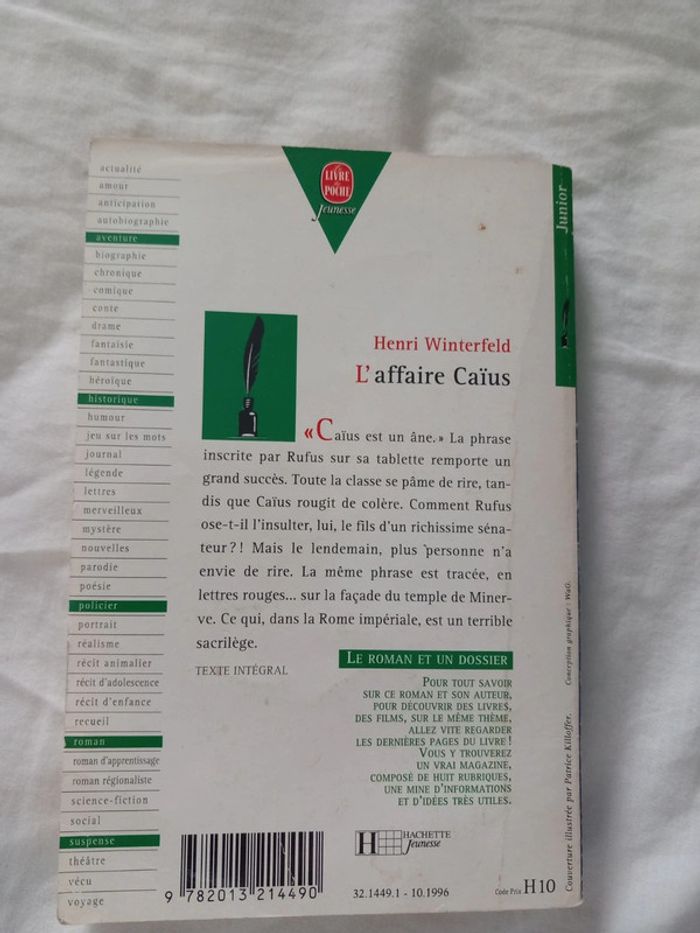 actualité
amour
anticipation
autobiographie
aventure
biographie
chronique
comique
conte
drame
fantaisie
fantastique
héroïque
historique
humour
jeu sur les mots
journal
légende
lettres
merveilleux
mystère
nouvelles
parodie
poésie
policier
portrait
réalisme
récit animalier
récit d'adolescence
récit d'enfance
recueil
roman
roman d'apprentissage
roman régionaliste
science-fiction
social
suspense
théâtre
vécu
voyage
Le
LIVRE
de
POCHE
Jeunesse
Junior
Henri Winterfeld
L'affaire Caïus
« Caïus est un âne. » La phrase
inscrite par Rufus sur sa tablette remporte un
grand succès. Toute la classe se pâme de rire, tan-
dis que Caïus rougit de colère. Comment Rufus
ose-t-il l'insulter, lui, le fils d'un richissime séna-
teur ?! Mais le lendemain, plus personne n'a
envie de rire. La même phrase est tracée, en
lettres rouges... sur la façade du temple de Miner-
ve. Ce qui, dans la Rome impériale, est un terrible
sacrilège.
TEXTE INTÉGRAL
LE ROMAN ET UN DOSSIER
POUR TOUT SAVOIR
SUR CE ROMAN ET SON AUTEUR,
POUR DÉCOUVRIR DES LIVRES,
DES FILMS, SUR LE MÊME THÈME,
ALLEZ VITE REGARDER
LES DERNIÈRES PAGES DU LIVRE !
VOUS Y TROUVEREZ
UN VRAI MAGAZINE,
COMPOSÉ DE HUIT RUBRIQUES,
UNE MINE D'INFORMATIONS
ET D'IDÉES TRÈS UTILES.
9 782013 214490
H HACHETTE
Jeunesse
32.1449.1 - 10.1996
Code Prix H 10
Couverture illustrée par Patrice Killoffer. Conception graphique : WaG.